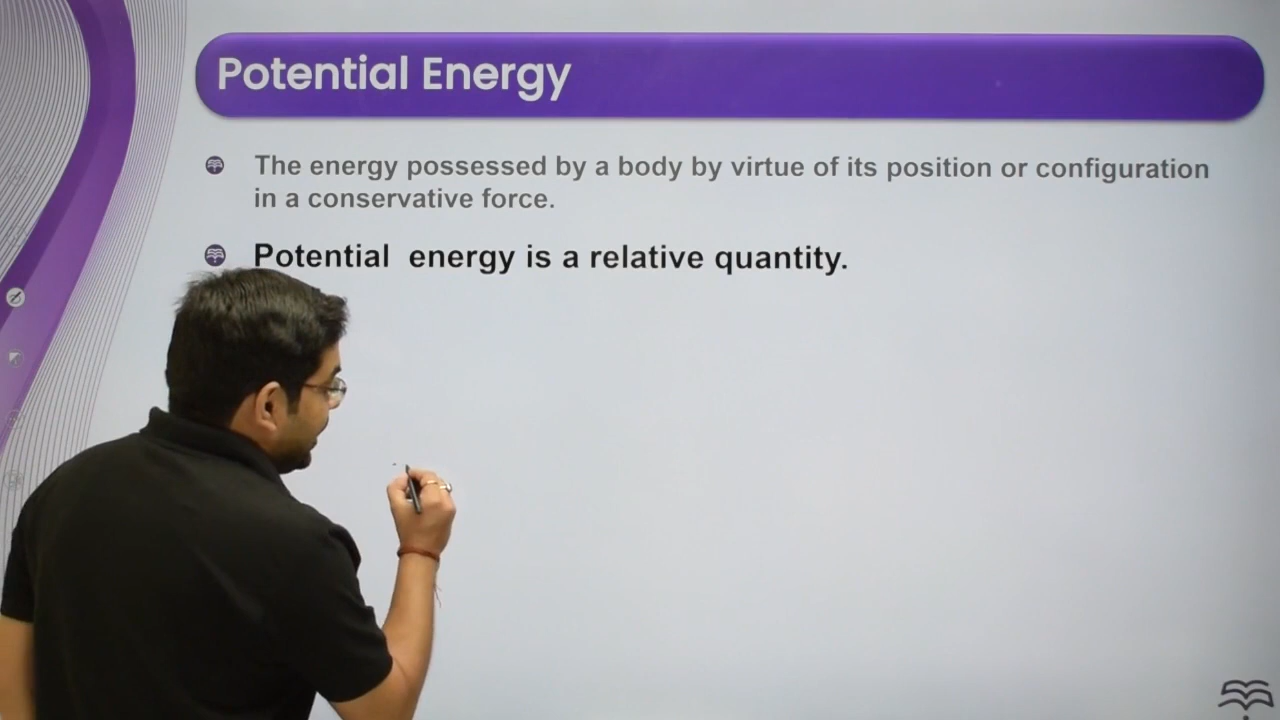 Potential Energy
The energy possessed by a body by virtue of its position or configuration
in a conservative force.
Potential energy is a relative quantity.